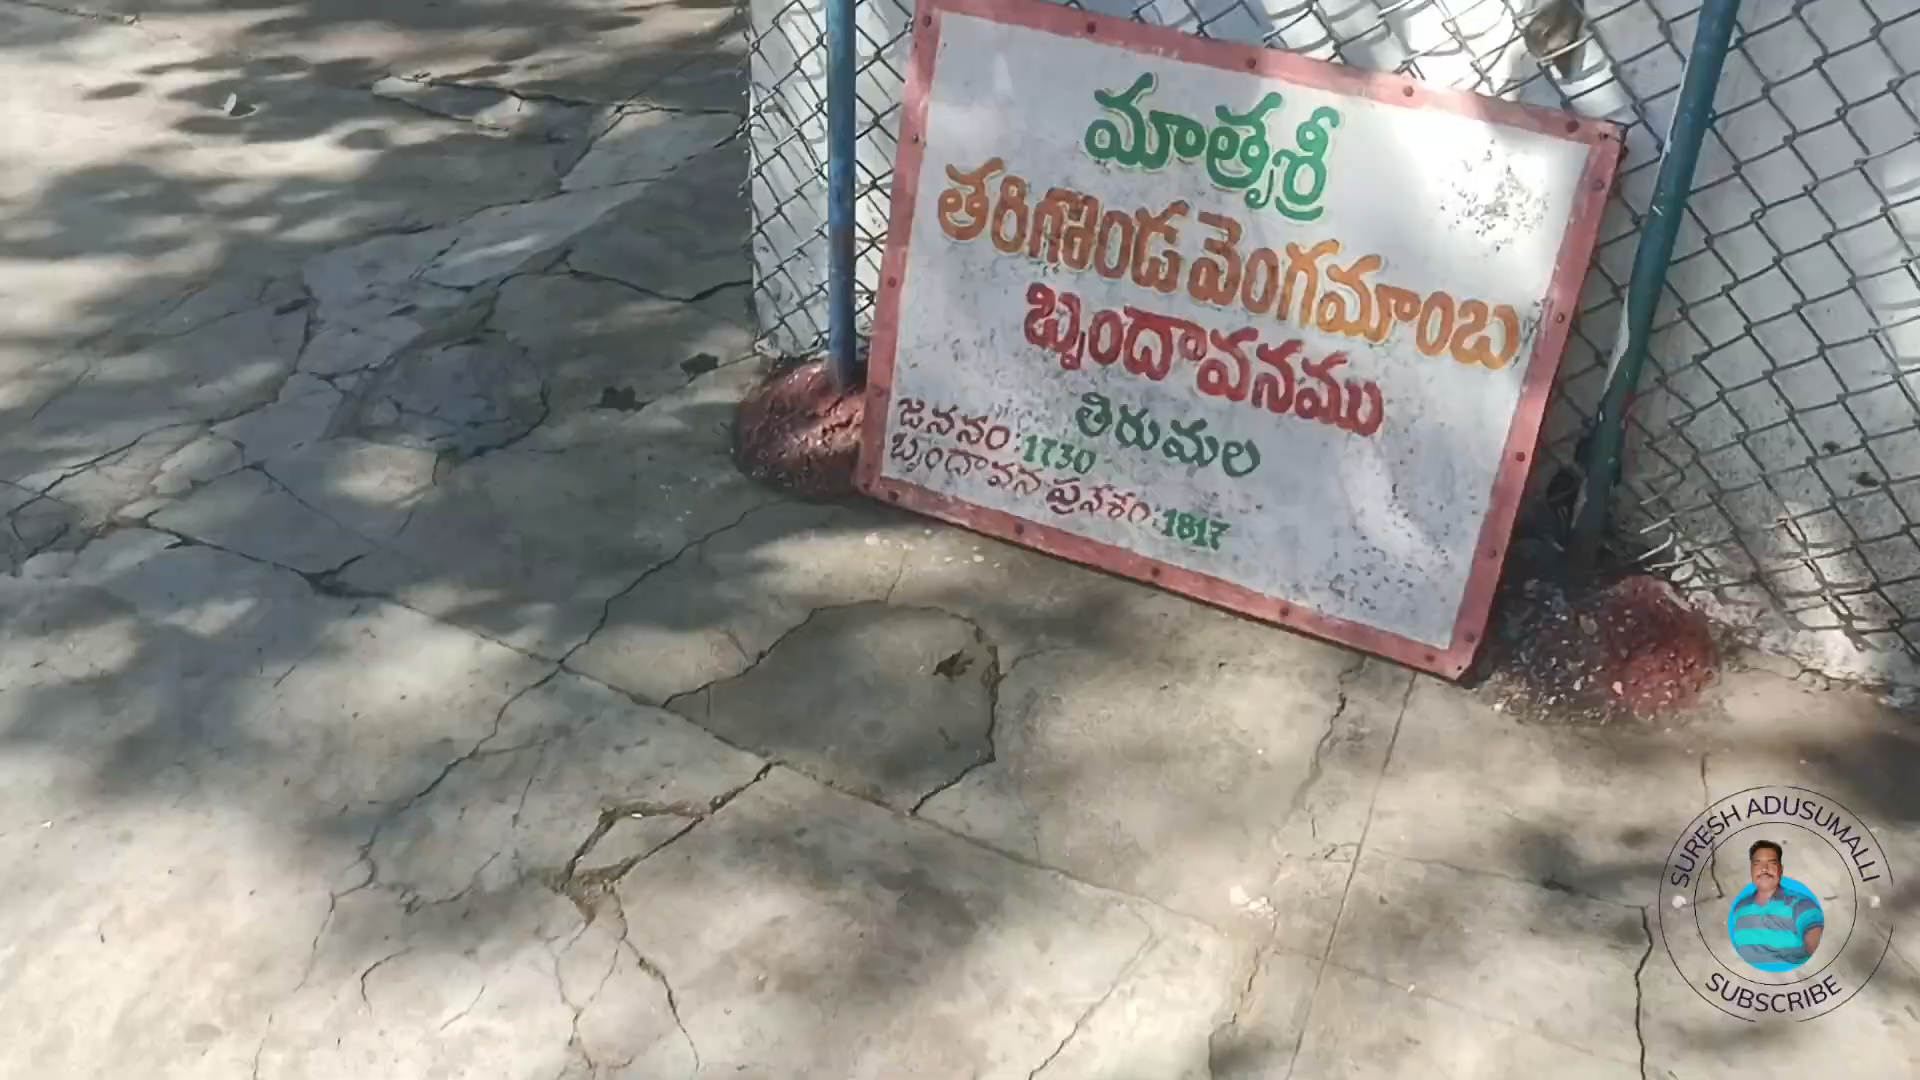 మాతృశ్రీ
తరిగొండ వెంగమాంబ
బృందావనము
తిరుమల
జననం: 1730
బృందావన ప్రవేశం: 1817
SURESH ADUSUMALLI
SUBSCRIBE